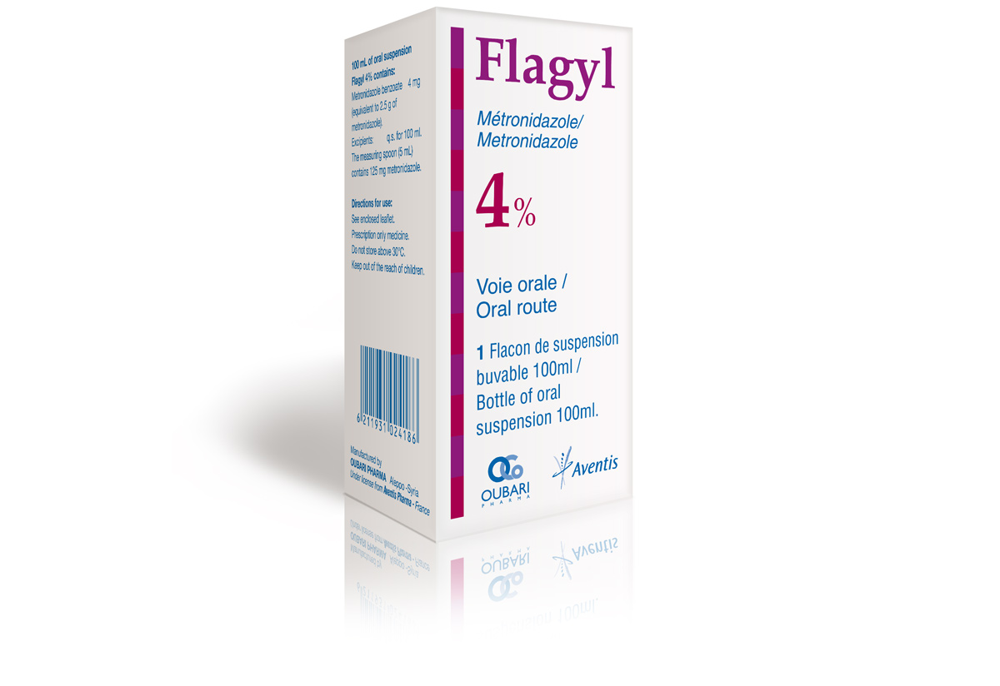 100 mL of oral suspension
Flagyl 4% contains:
Metronidazole benzoate 4 mg
(equivalent to 2.5 g of
metronidazole).
Excipients: q.s. for 100 ml.
The measuring spoon (5 mL)
contains 125 mg metronidazole.
Directions for use:
See enclosed leaflet.
Prescription only medicine.
Do not store above 30°C.
Keep out of the reach of children.
6 211931 024186
Manufactured by
OUBARI PHARMA Aleppo -Syria
Under license from Aventis Pharma - France
Flagyl
Métronidazole/
Metronidazole
4%
Voie orale /
Oral route
1 Flacon de suspension
buvable 100ml /
Bottle of oral
suspension 100ml.
OUBARI
PHARMA
Aventis